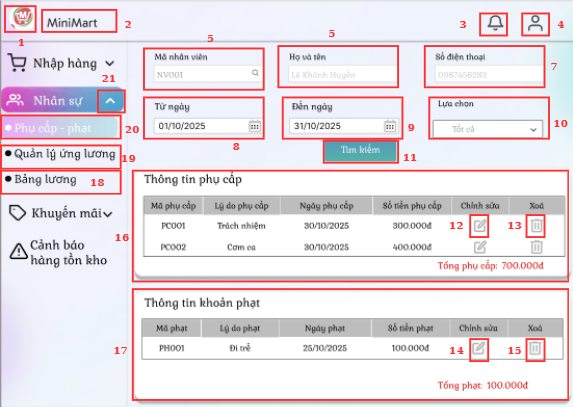 MiniMart
2
3
4
1
5
5
Mã nhân viên
Họ và tên
Số điện thoại
Nhập hàng
NV001
Lê Khánh Huyền
0987456283
7
21
Nhân sự
Từ ngày
Đến ngày
Lựa chọn
01/10/2025
31/10/2025
9
Tất cả
10
Phụ cấp - phạt
20
8
Tìm kiếm
11
Quản lý ứng lương
19
Bảng lương
18
Thông tin phụ cấp
Mã phụ cấp Lý do phụ cấp Ngày phụ cấp Số tiền phụ cấp Chỉnh sửa Xoá
PC001 Trách nhiệm 30/10/2025 300.000đ 12 13
PC002 Cơm ca 30/10/2025 400.000đ
Tổng phụ cấp: 700.000đ
Khuyến mãi
16
Cảnh báo
hàng tồn kho
Thông tin khoản phạt
Mã phạt Lý do phạt Ngày phạt Số tiền phạt Chỉnh sửa Xoá
17
PH001 Đi trễ 25/10/2025 100.000đ 14 15
Tổng phạt: 100.000đ